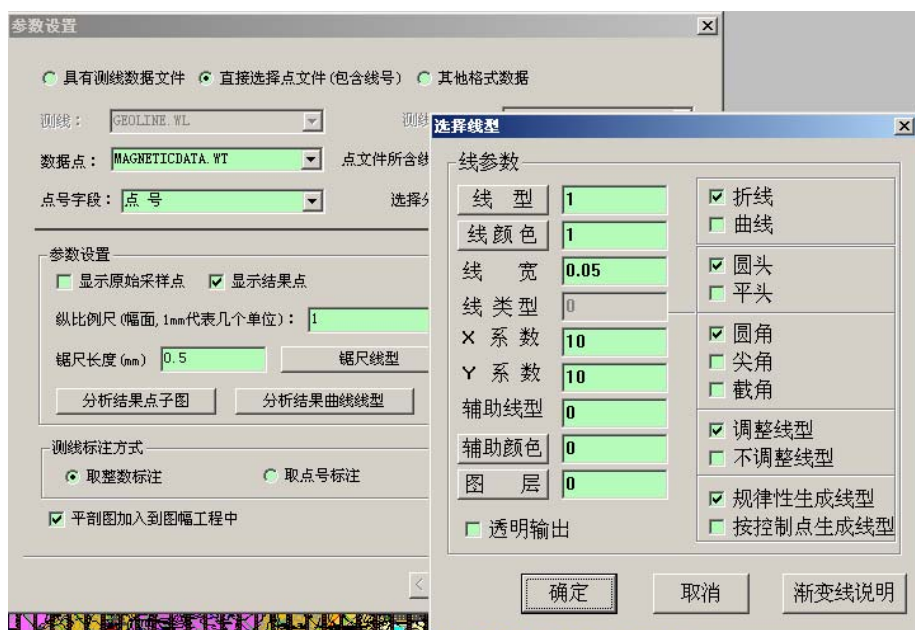 参数设置
具有测线数据文件 直接选择点文件(包含线号) 其他格式数据
测线: GEOLINE.WL 测线
数据点: MAGNETICDATA.WT 点文件所含线
点号字段: 点 号 选择
参数设置
显示原始采样点 显示结果点
纵比例尺(幅面,1mm代表几个单位): 1
锯尺长度(mm) 0.5 锯尺线型
分析结果点子图 分析结果曲线线型
测线标注方式
取整数标注 取点号标注
平剖图加入到图幅工程中
<
选择线型
线参数
线 型 1
线颜色 1
线 宽 0.05
线类型 0
X 系 数 10
Y 系 数 10
辅助线型 0
辅助颜色 0
图 层 0
透明输出
折线
曲线
圆头
平头
圆角
尖角
截角
调整线型
不调整线型
规律性生成线型
按控制点生成线型
确定 取消 渐变线说明